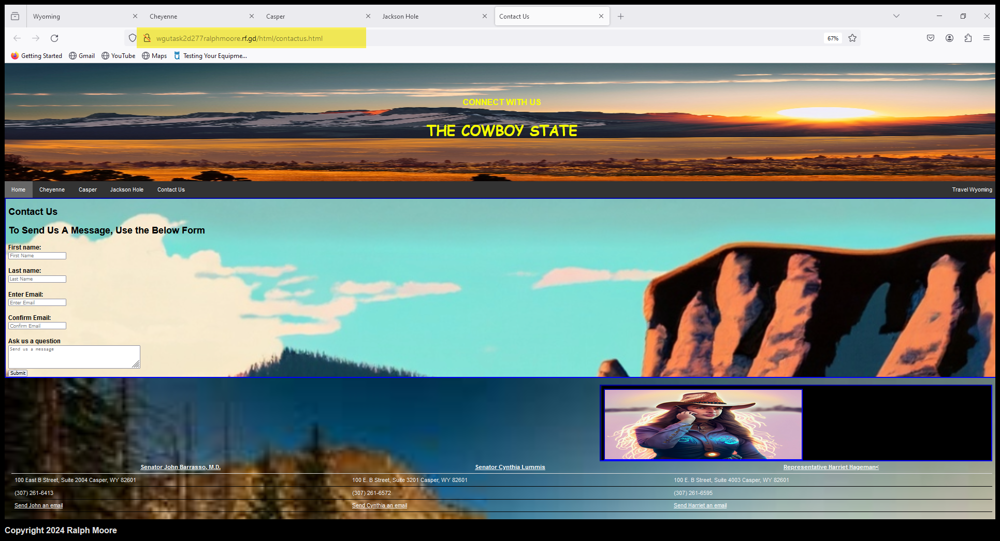 Wyoming Cheyenne Casper Jackson Hole Contact Us
wgutask2d277ralphmoore.rf.gd/html/contactus.html 67%
Getting Started Gmail YouTube Maps Testing Your Equipme...
CONNECT WITH US
THE COWBOY STATE
Home Cheyenne Casper Jackson Hole Contact Us Travel Wyoming
Contact Us
To Send Us A Message, Use the Below Form
First name:
First Name
Last name:
Last Name
Enter Email:
Enter Email
Confirm Email:
Confirm Email
Ask us a question
Send us a message
Submit
Senator John Barrasso, M.D. Senator Cynthia Lummis Representative Harriet Hageman<
100 East B Street, Suite 2004 Casper, WY 82601 100 E. B Street, Suite 3201 Casper, WY 82601 100 E. B Street, Suite 4003 Casper, WY 82601
(307) 261-6413 (307) 261-6572 (307) 261-6595
Send John an email Send Cynthia an email Send Harriet an email
Copyright 2024 Ralph Moore